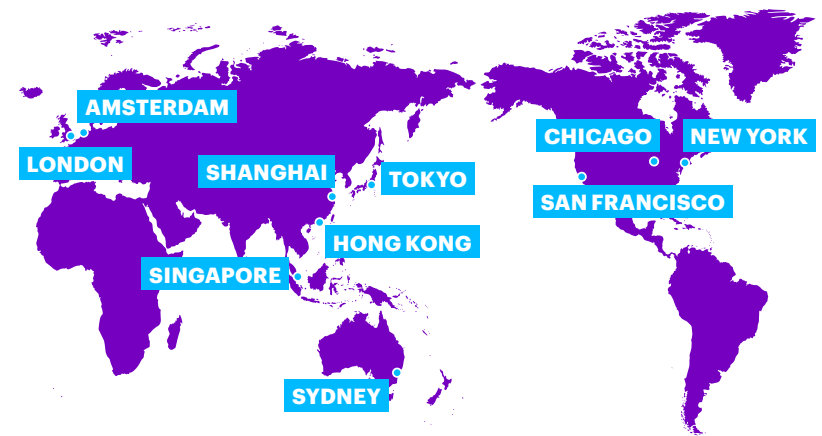 AMSTERDAM
CHICAGO
NEW YORK
LONDON
SHANGHAI
TOKYO
SAN FRANCISCO
HONG KONG
SINGAPORE
SYDNEY